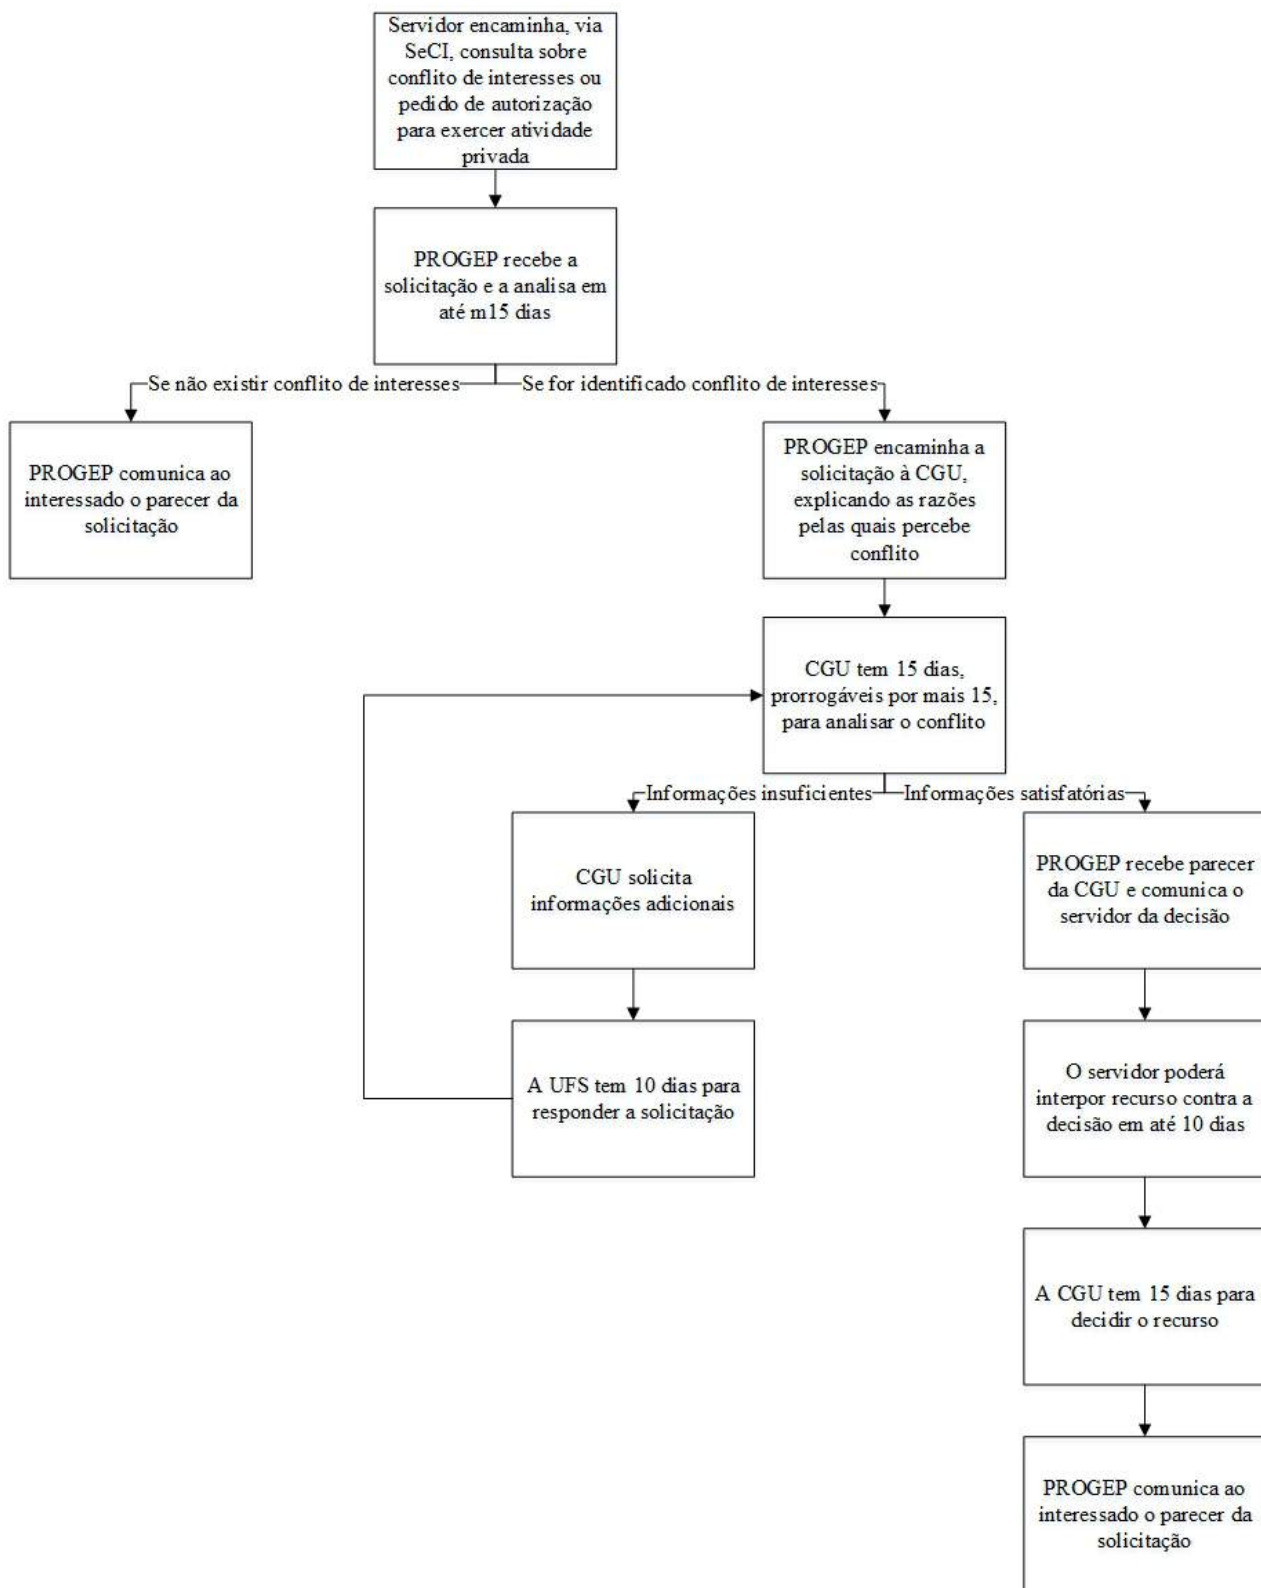 Servidor encaminha, via
SeCI, consulta sobre
conflito de interesses ou
pedido de autorização
para exercer atividade
privada
PROGEP recebe a
solicitação e a analisa em
até m15 dias
Se não existir conflito de interesses
Se for identificado conflito de interesses
PROGEP comunica ao
interessado o parecer da
solicitação
PROGEP encaminha a
solicitação à CGU,
explicando as razões
pelas quais percebe
conflito
CGU tem 15 dias,
prorrogáveis por mais 15,
para analisar o conflito
Informações insuficientes
Informações satisfatórias
CGU solicita
informações adicionais
PROGEP recebe parecer
da CGU e comunica o
servidor da decisão
A UFS tem 10 dias para
responder a solicitação
O servidor poderá
interpor recurso contra a
decisão em até 10 dias
A CGU tem 15 dias para
decidir o recurso
PROGEP comunica ao
interessado o parecer da
solicitação